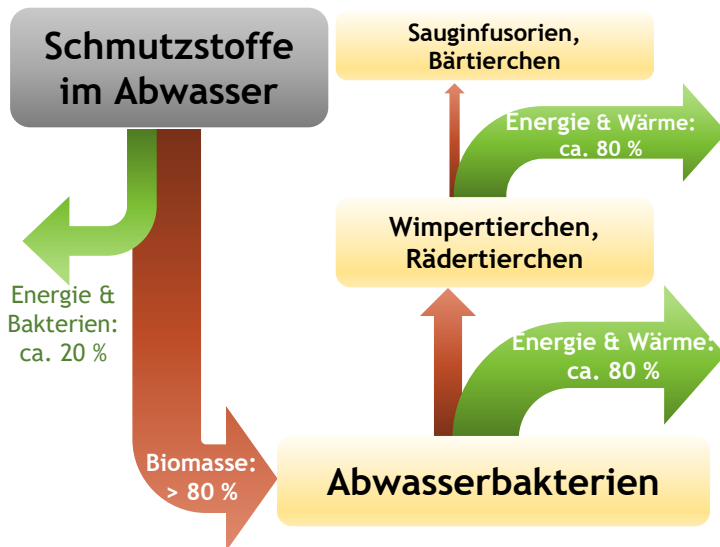 Schmutzstoffe
im Abwasser
Energie &
Bakterien:
ca. 20 %
Biomasse:
> 80 %
Abwasserbakterien
Energie & Wärme:
ca. 80 %
Wimpertierchen,
Rädertierchen
Energie & Wärme:
ca. 80 %
Sauginfusorien,
Bärtierchen